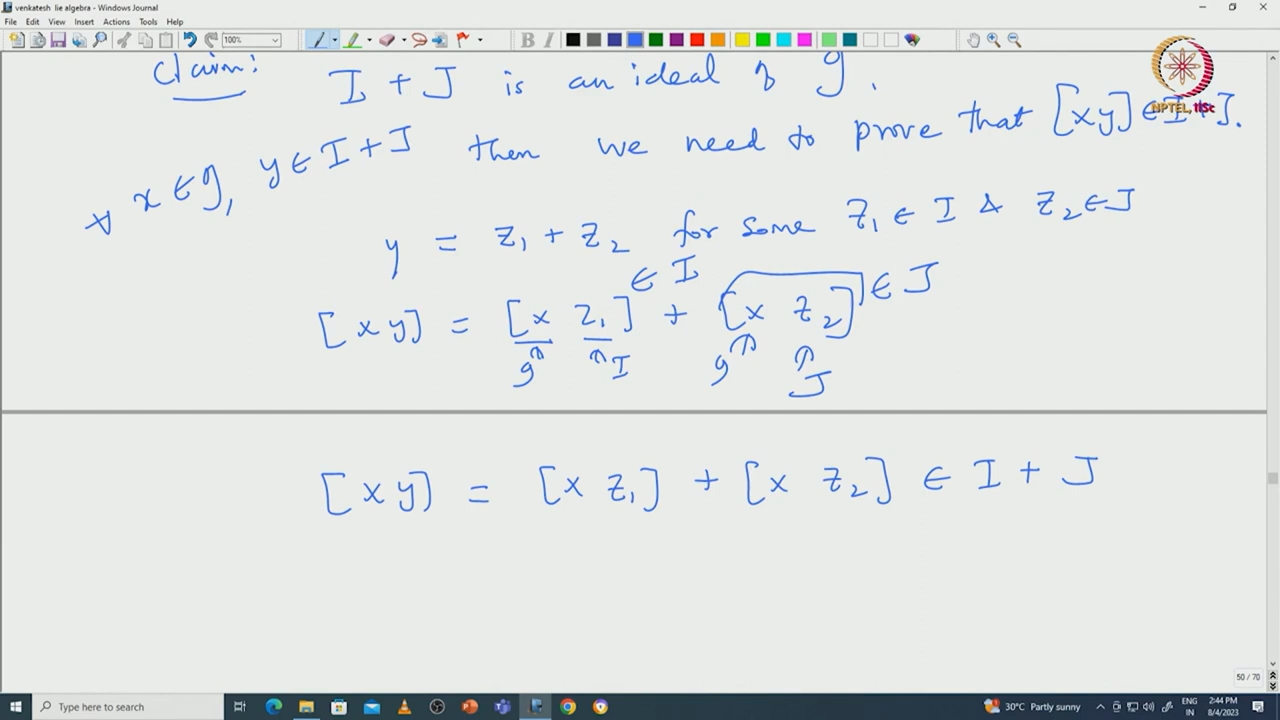 venkatesh lie algebra - Windows Journal
File Edit View Insert Actions Tools Help
100%
B I
Claim:
I + J is an ideal of g.
∀ x ∈ g, y ∈ I + J then we need to prove that [xy] ∈ I + J.
NPTEL, IISc
y = z₁ + z₂ for some z₁ ∈ I & z₂ ∈ J
[x y] = [x z₁] ∈ I + [x z₂] ∈ J
g I g J
[x y] = [x z₁] + [x z₂] ∈ I + J
50 / 70
Type here to search
30°C Partly sunny
ENG
IN
2:44 PM
8/4/2023